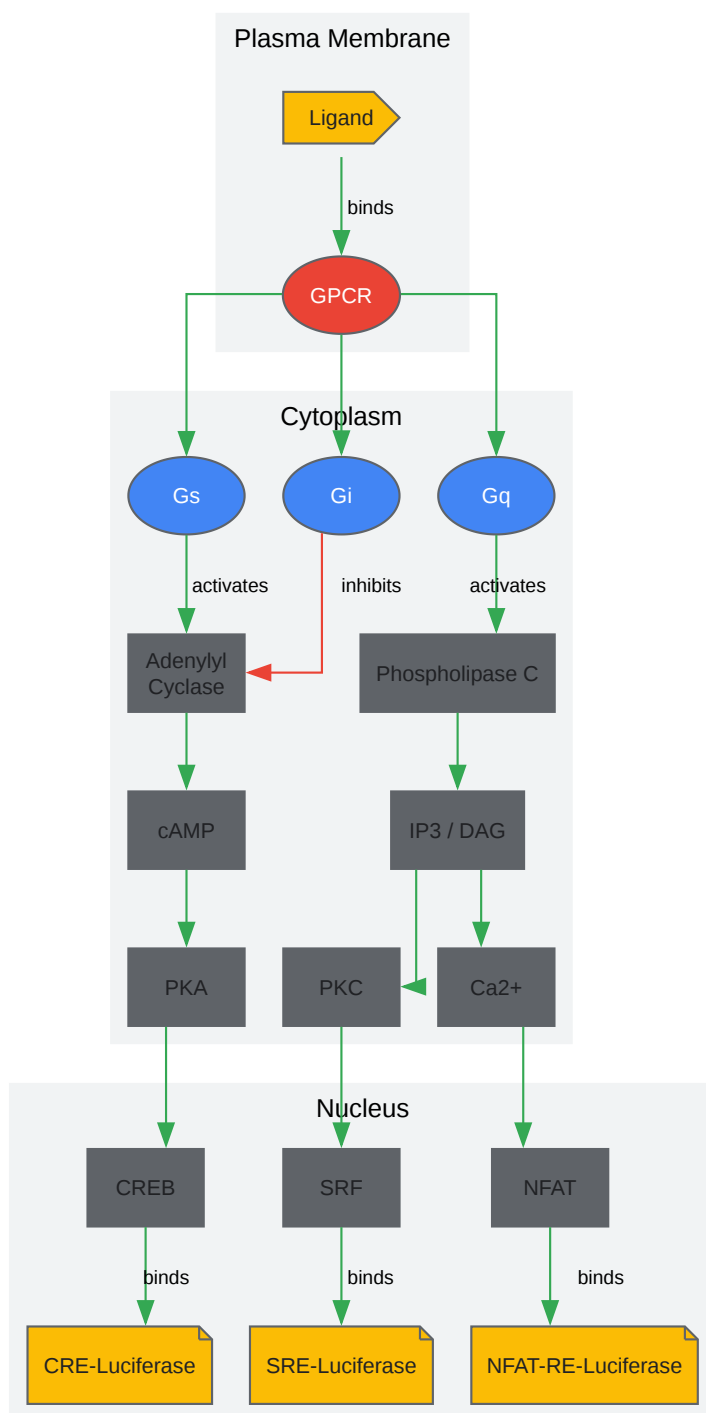 Plasma Membrane
Ligand
binds
GPCR
Cytoplasm
Gs
Gi
Gq
activates
inhibits
activates
Adenylyl
Cyclase
Phospholipase C
cAMP
IP3 / DAG
PKA
PKC
Ca2+
Nucleus
CREB
SRF
NFAT
binds
binds
binds
CRE-Luciferase
SRE-Luciferase
NFAT-RE-Luciferase